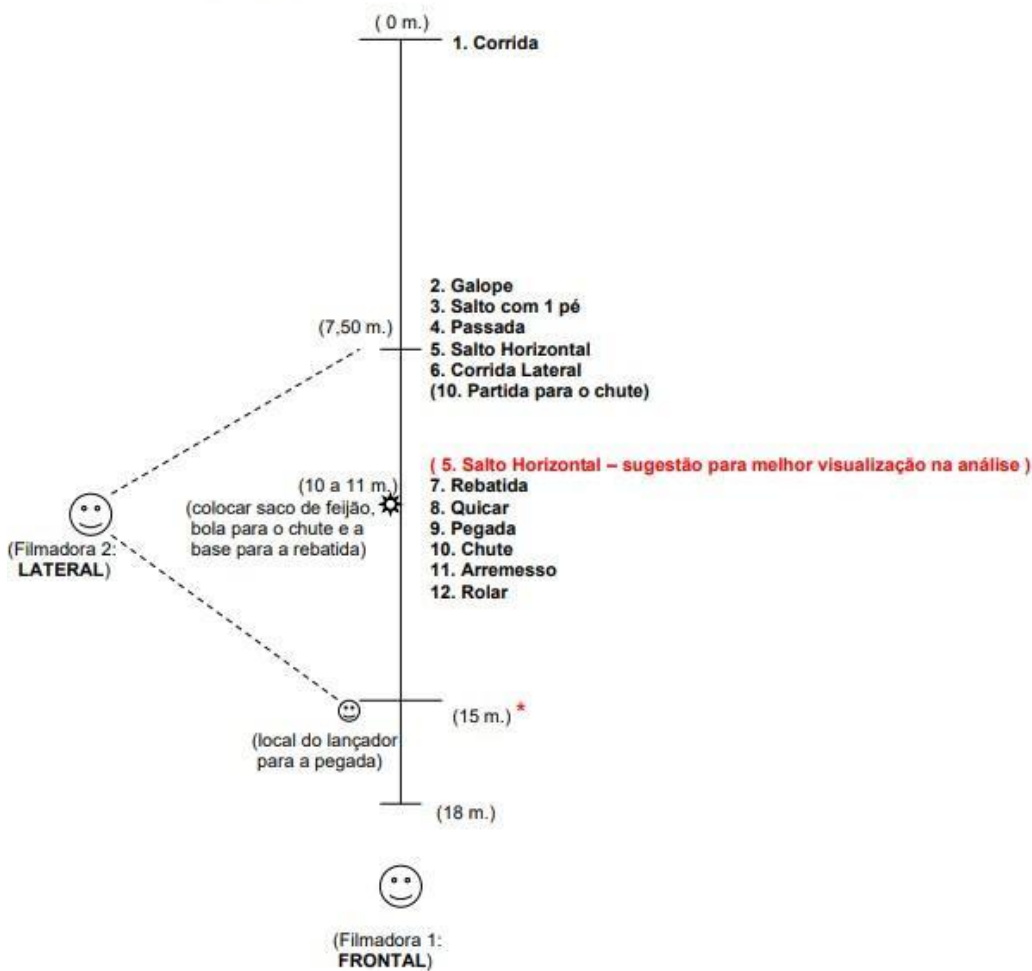 ( 0 m.)
1. Corrida
2. Galope
3. Salto com 1 pé
(7,50 m.)
4. Passada
5. Salto Horizontal
6. Corrida Lateral
(10. Partida para o chute)
( 5. Salto Horizontal – sugestão para melhor visualização na análise )
(10 a 11 m.)
(colocar saco de feijão,
bola para o chute e a
base para a rebatida)
7. Rebatida
8. Quicar
9. Pegada
10. Chute
11. Arremesso
12. Rolar
(Filmadora 2:
LATERAL)
(15 m.) *
(local do lançador
para a pegada)
(18 m.)
(Filmadora 1:
FRONTAL)